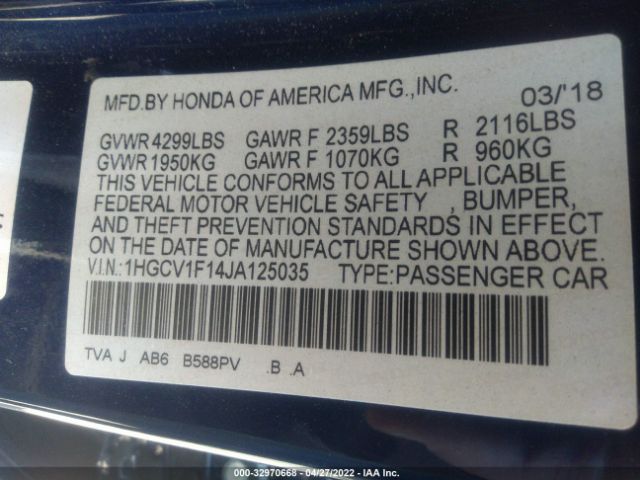 MFD.BY HONDA OF AMERICA MFG.,INC. 03/'18
GVWR 4299LBS GAWR F 2359LBS R 2116LBS
GVWR 1950KG GAWR F 1070KG R 960KG
THIS VEHICLE CONFORMS TO ALL APPLICABLE
FEDERAL MOTOR VEHICLE SAFETY , BUMPER,
AND THEFT PREVENTION STANDARDS IN EFFECT
ON THE DATE OF MANUFACTURE SHOWN ABOVE.
V.I.N.:1HGCV1F14JA125035 TYPE:PASSENGER CAR
TVA J AB6 B588PV .B .A
000-32970668 - 04/27/2022 - IAA Inc.